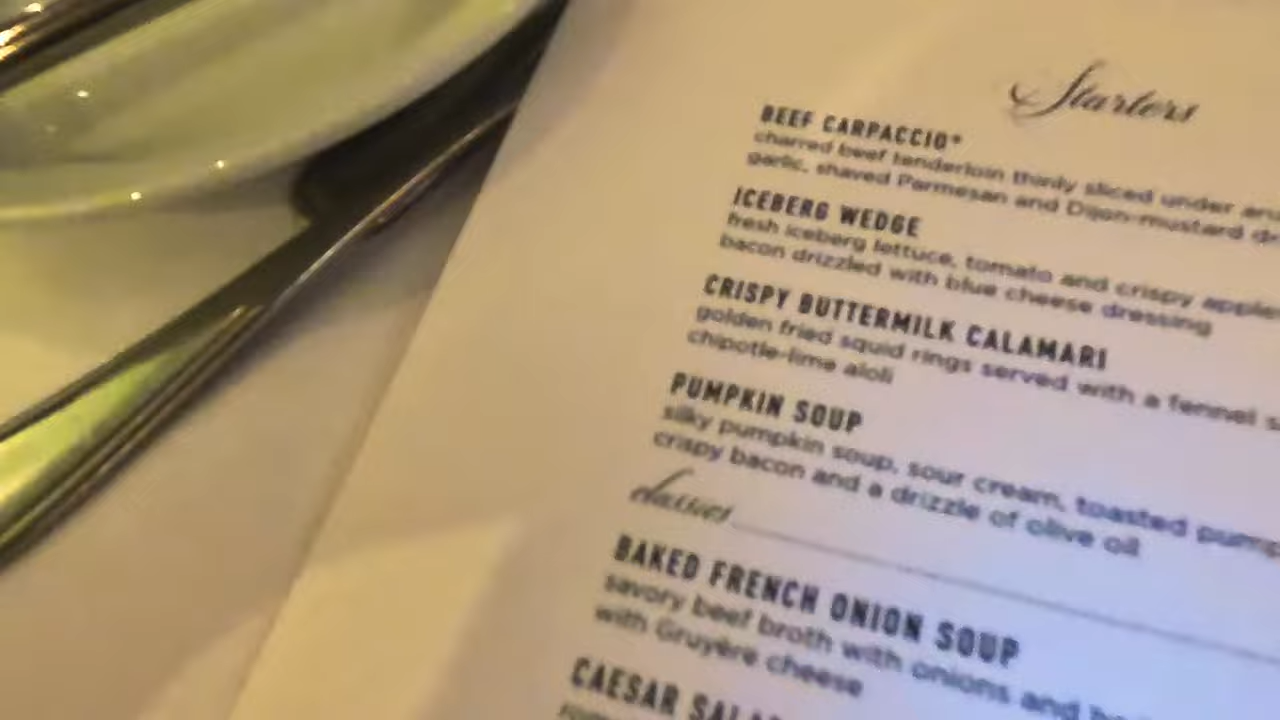 Starters
BEEF CARPACCIO*
charred beef tenderloin thinly sliced under
garlic, shaved Parmesan and Dijon-mustard
ICEBERG WEDGE
fresh iceberg lettuce, tomato and crispy apple
bacon drizzled with blue cheese dressing
CRISPY BUTTERMILK CALAMARI
golden fried squid rings served with a fennel
chipotle-lime aioli
PUMPKIN SOUP
silky pumpkin soup, sour cream, toasted
crispy bacon and a drizzle of olive oil
classics
BAKED FRENCH ONION SOUP
savory beef broth with onions and
with Gruyère cheese
CAESAR